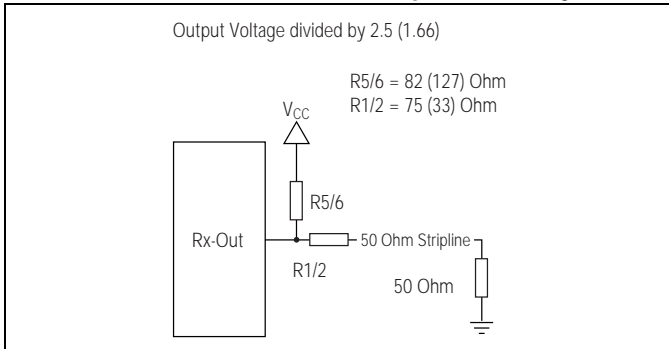 Output Voltage divided by 2.5 (1.66)
R5/6 = 82 (127) Ohm
R1/2 = 75 (33) Ohm
VCC
R5/6
Rx-Out
50 Ohm Stripline
R1/2
50 Ohm